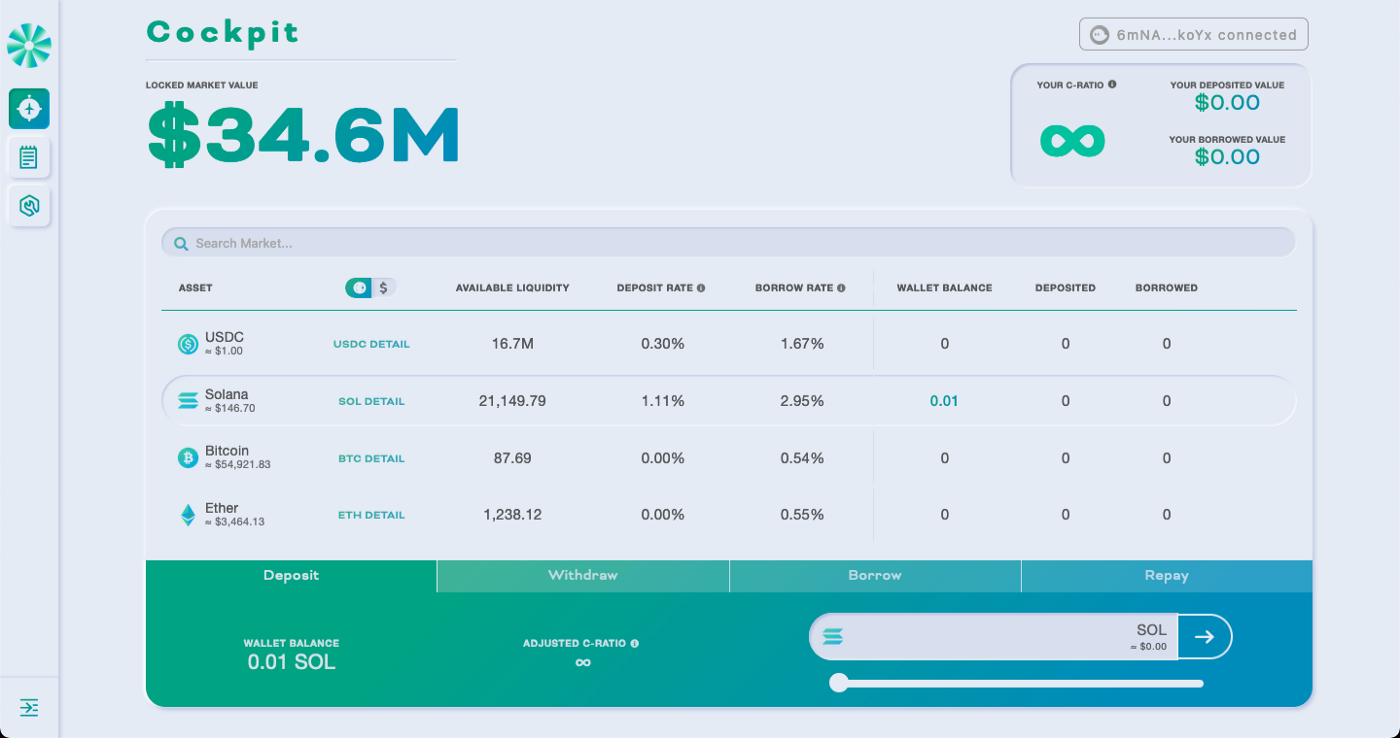 Cockpit
6mNA...koYx connected
LOCKED MARKET VALUE
$34.6M
YOUR C-RATIO
∞
YOUR DEPOSITED VALUE
$0.00
YOUR BORROWED VALUE
$0.00
Search Market...
ASSET $ AVAILABLE LIQUIDITY DEPOSIT RATE BORROW RATE WALLET BALANCE DEPOSITED BORROWED
USDC
≈ $1.00
USDC DETAIL 16.7M 0.30% 1.67% 0 0 0
Solana
≈ $146.70
SOL DETAIL 21,149.79 1.11% 2.95% 0.01 0 0
Bitcoin
≈ $54,921.83
BTC DETAIL 87.69 0.00% 0.54% 0 0 0
Ether
≈ $3,464.13
ETH DETAIL 1,238.12 0.00% 0.55% 0 0 0
Deposit Withdraw Borrow Repay
WALLET BALANCE
0.01 SOL
ADJUSTED C-RATIO
∞
SOL
≈ $0.00